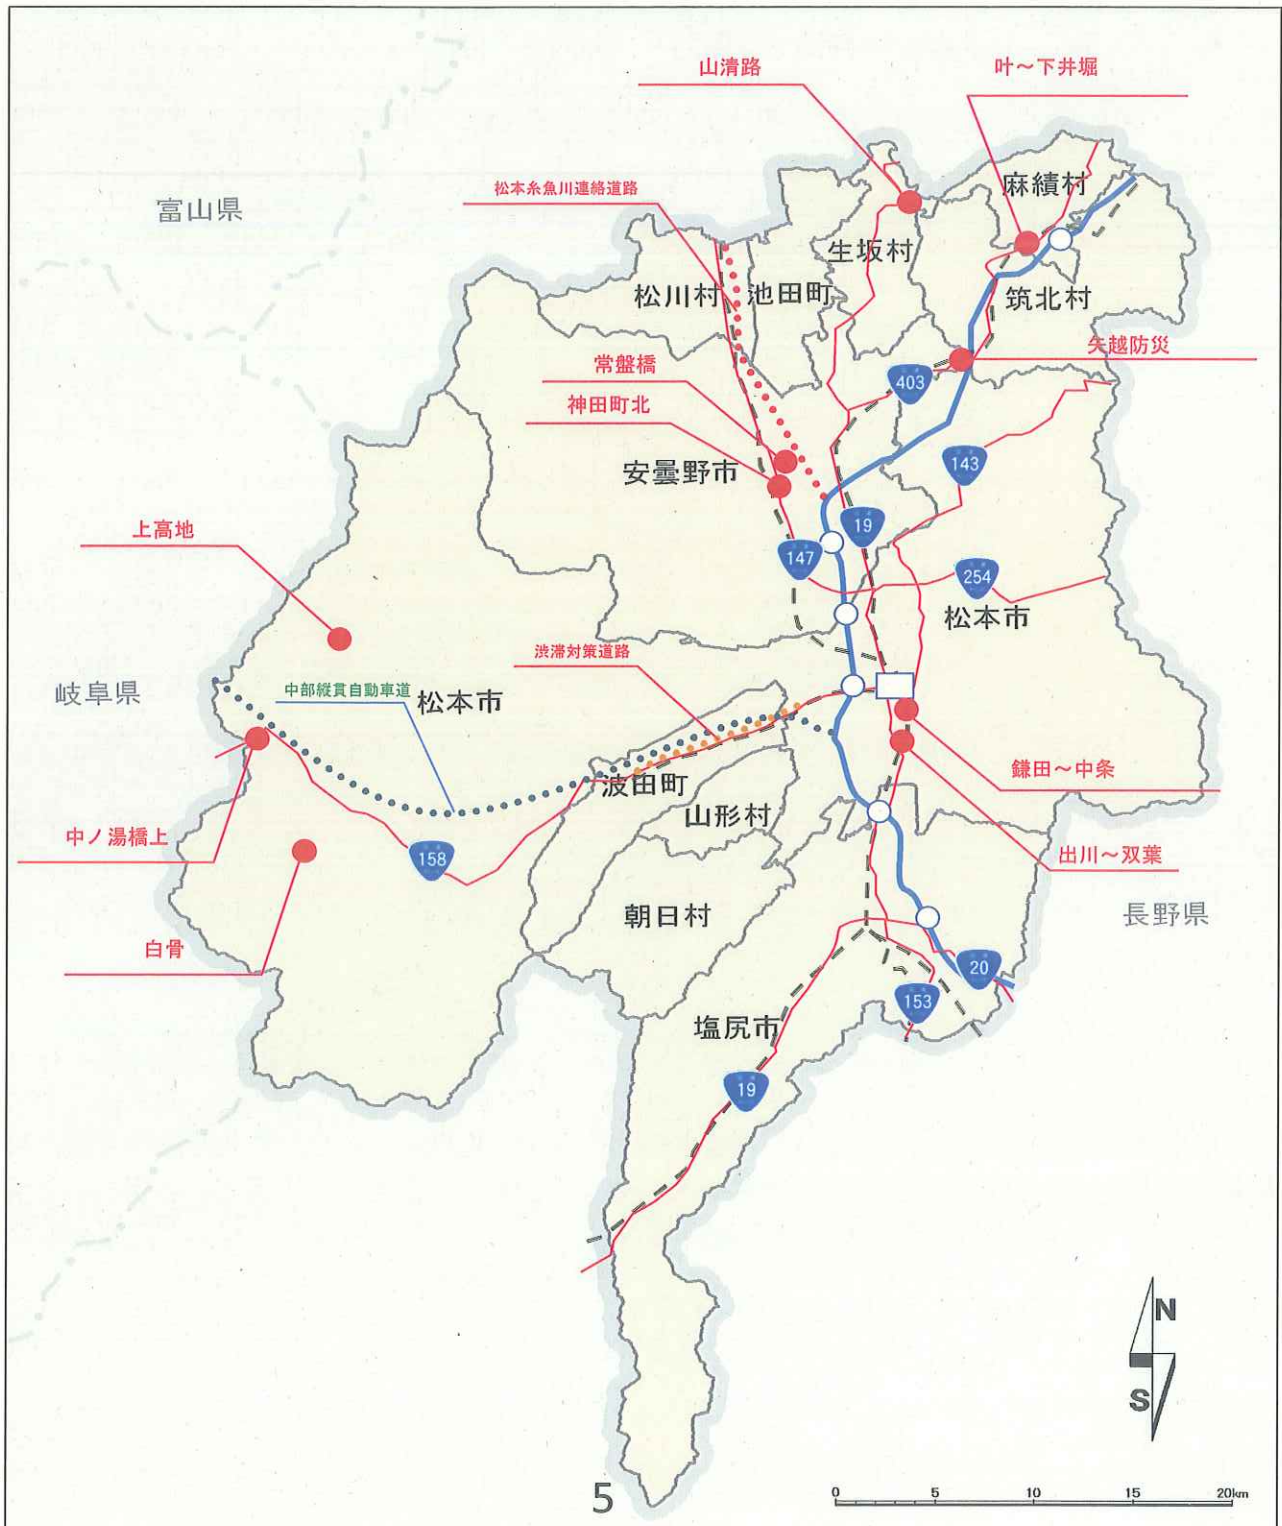 山清路
叶～下井堀
麻績村
松本糸魚川連絡道路
富山県
生坂村
松川村
池田町
筑北村
矢越防災
常盤橋
403
神田町北
143
安曇野市
19
上高地
147
254
松本市
渋滞対策道路
岐阜県
中部縦貫自動車道
松本市
鎌田～中条
波田町
山形村
中ノ湯橋上
158
出川～双葉
朝日村
長野県
白骨
20
153
塩尻市
19
N
S
5
0 5 10 15 20km